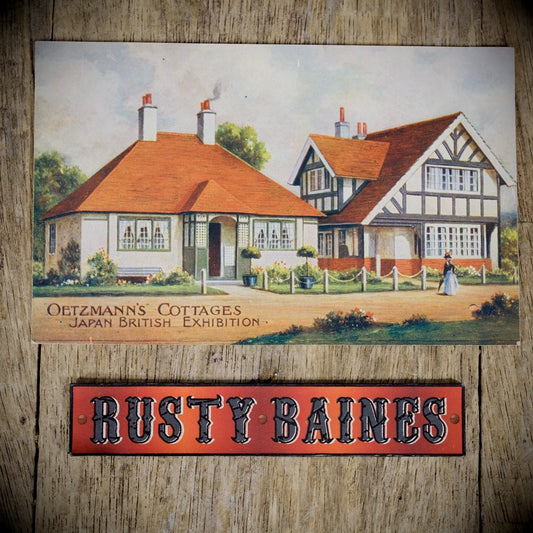 OETZMANN'S COTTAGES
JAPAN BRITISH EXHIBITION.
RUSTY BAINES